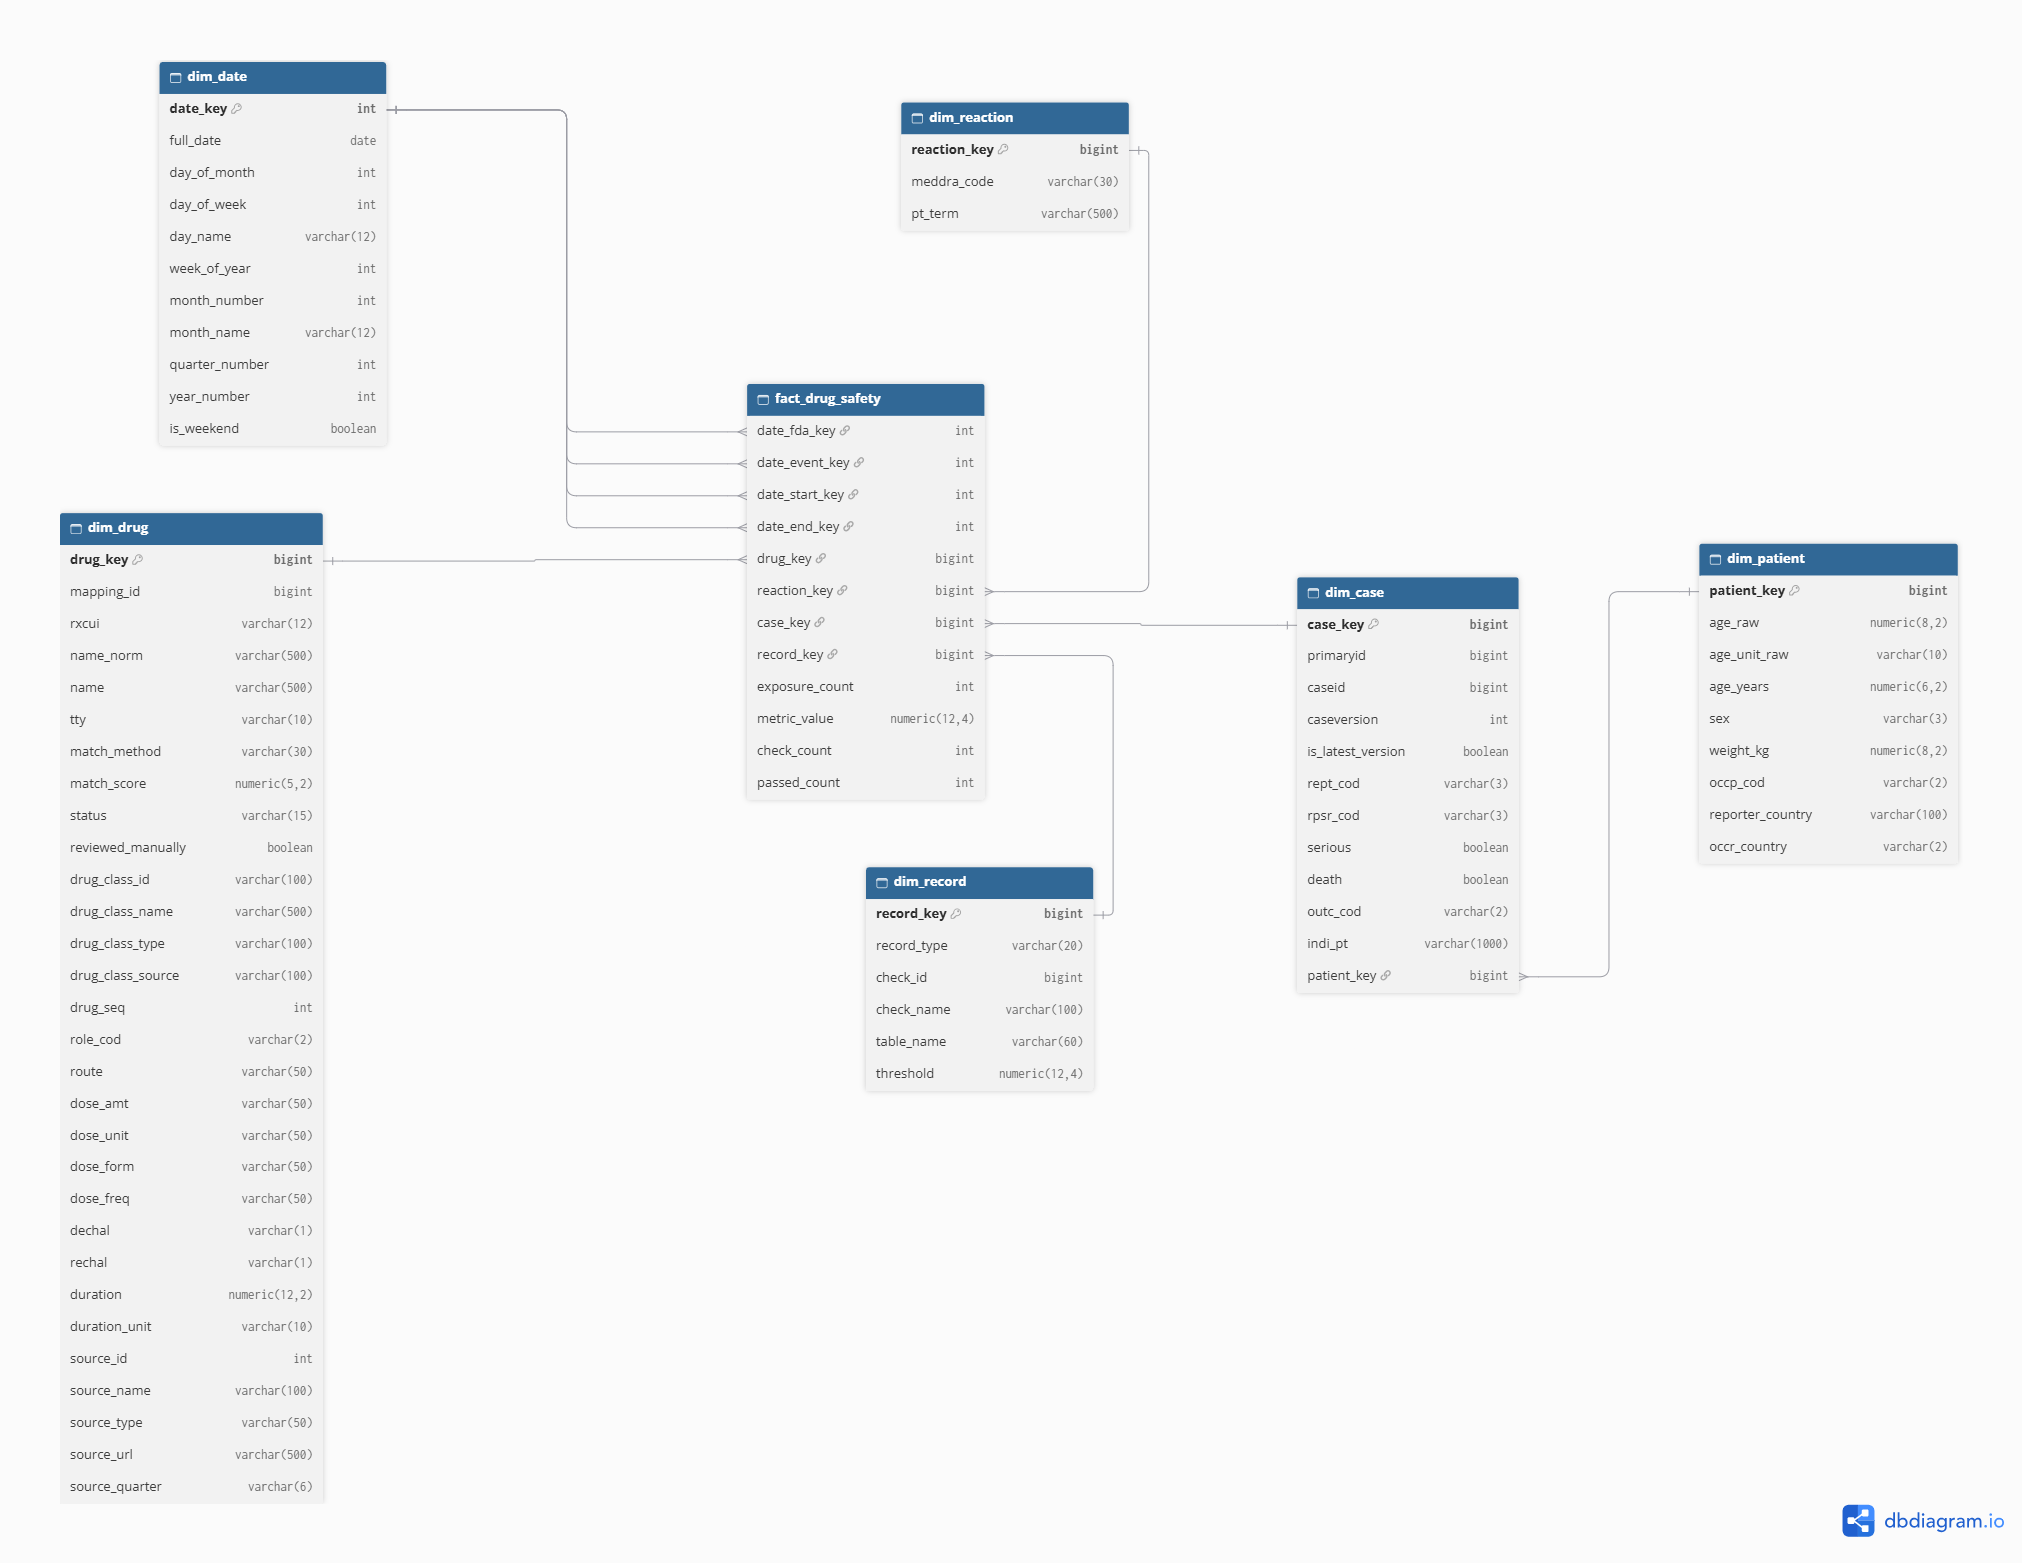 dim_date
date_key int
full_date date
day_of_month int
day_of_week int
day_name varchar(12)
week_of_year int
month_number int
month_name varchar(12)
quarter_number int
year_number int
is_weekend boolean
dim_reaction
reaction_key bigint
meddra_code varchar(30)
pt_term varchar(500)
fact_drug_safety
date_fda_key int
date_event_key int
date_start_key int
date_end_key int
drug_key bigint
reaction_key bigint
case_key bigint
record_key bigint
exposure_count int
metric_value numeric(12,4)
check_count int
passed_count int
dim_drug
drug_key bigint
mapping_id bigint
rxcui varchar(12)
name_norm varchar(500)
name varchar(500)
tty varchar(10)
match_method varchar(30)
match_score numeric(5,2)
status varchar(15)
reviewed_manually boolean
drug_class_id varchar(100)
drug_class_name varchar(500)
drug_class_type varchar(100)
drug_class_source varchar(100)
drug_seq int
role_cod varchar(2)
route varchar(50)
dose_amt varchar(50)
dose_unit varchar(50)
dose_form varchar(50)
dose_freq varchar(50)
dechal varchar(1)
rechal varchar(1)
duration numeric(12,2)
duration_unit varchar(10)
source_id int
source_name varchar(100)
source_type varchar(50)
source_url varchar(500)
source_quarter varchar(6)
dim_case
case_key bigint
primaryid bigint
caseid bigint
caseversion int
is_latest_version boolean
rept_cod varchar(3)
rpsr_cod varchar(3)
serious boolean
death boolean
outc_cod varchar(2)
indi_pt varchar(1000)
patient_key bigint
dim_patient
patient_key bigint
age_raw numeric(8,2)
age_unit_raw varchar(10)
age_years numeric(6,2)
sex varchar(3)
weight_kg numeric(8,2)
occp_cod varchar(2)
reporter_country varchar(100)
occr_country varchar(2)
dim_record
record_key bigint
record_type varchar(20)
check_id bigint
check_name varchar(100)
table_name varchar(60)
threshold numeric(12,4)
dbdiagram.io